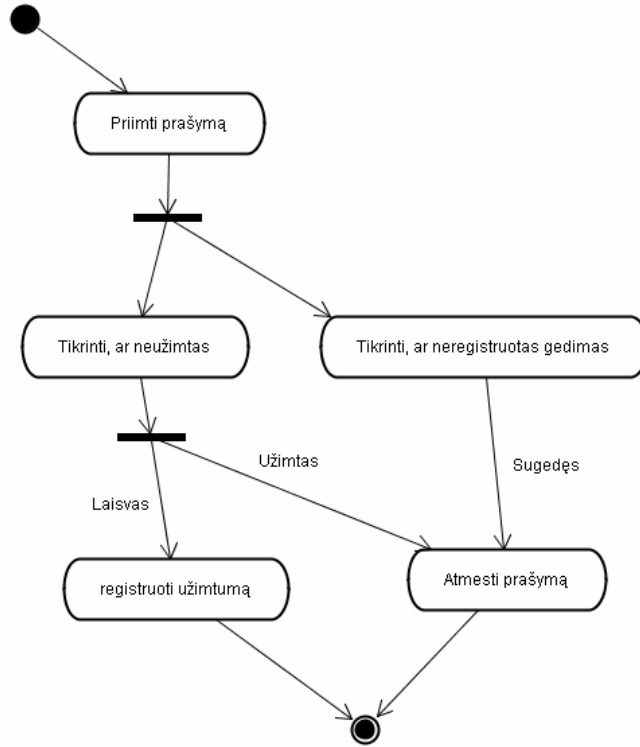 Priimti prašymą
Tikrinti, ar neužimtas
Tikrinti, ar neregistruotas gedimas
Užimtas
Sugedęs
Laisvas
registruoti užimtumą
Atmesti prašymą